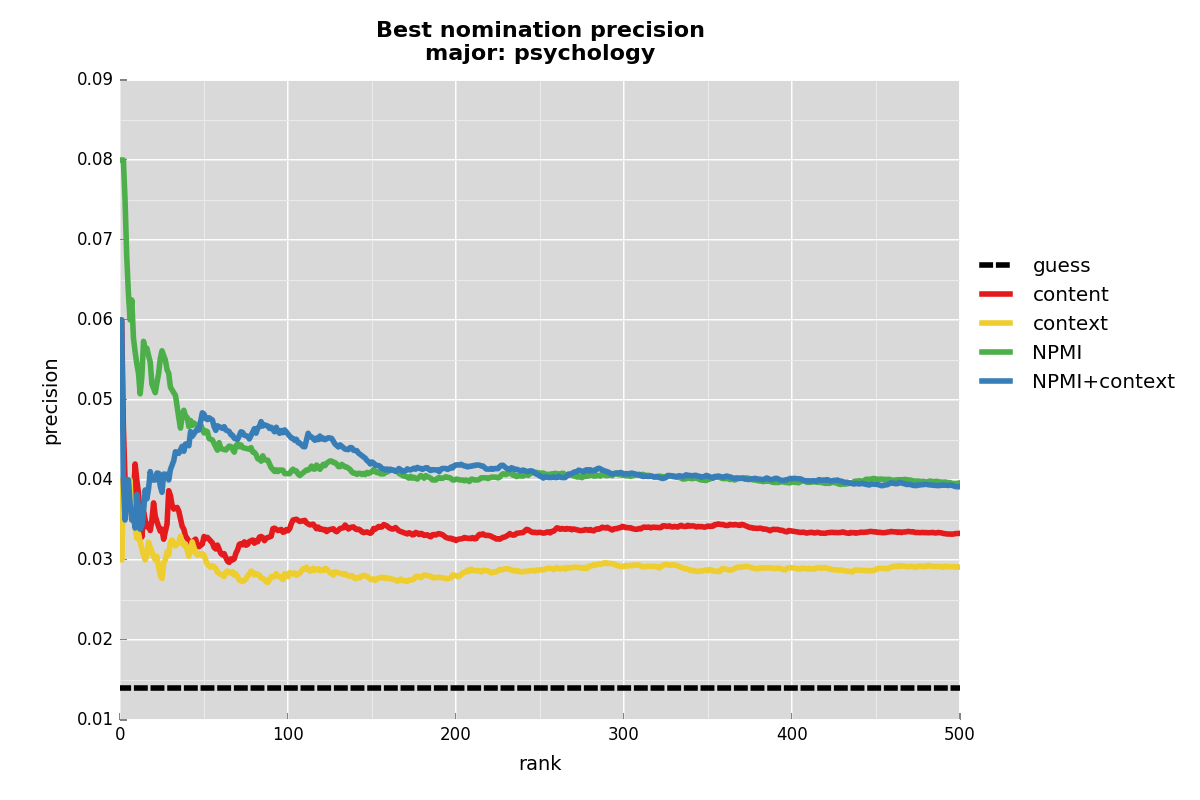 Best nomination precision
major: psychology
0.09
0.08
0.07
0.06
0.05
0.04
0.03
0.02
0.01
precision
0
100
200
300
400
500
rank
guess
content
context
NPMI
NPMI+context